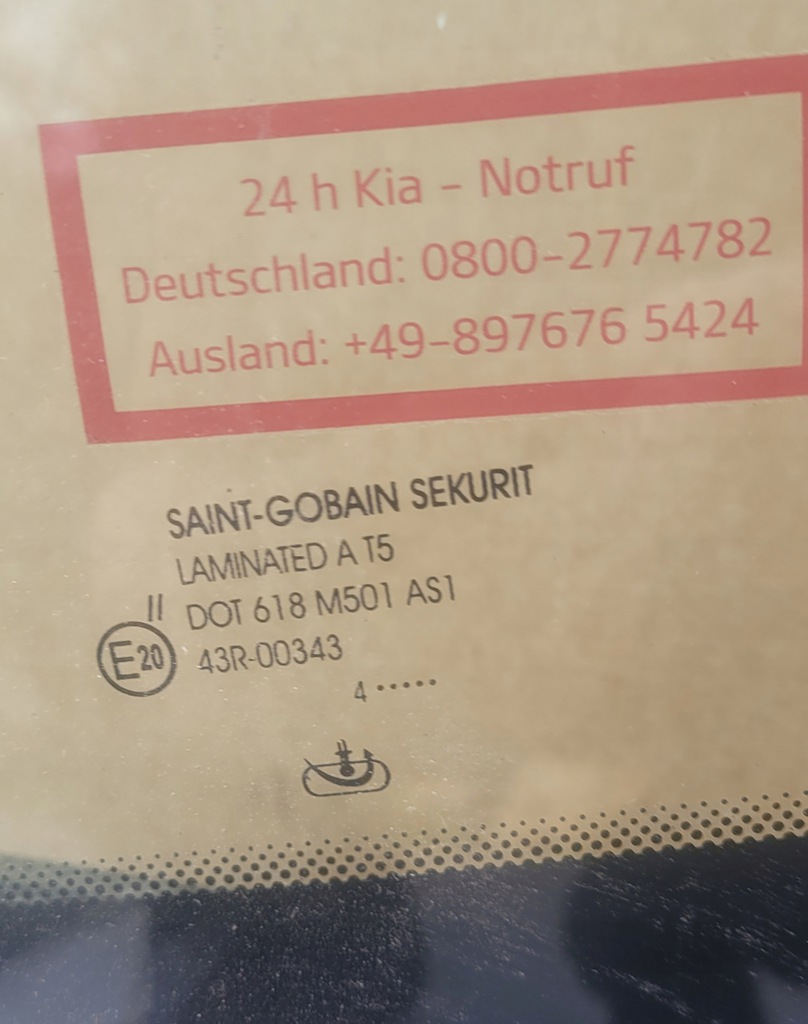 24 h Kia – Notruf
Deutschland: 0800–2774782
Ausland: +49–897676 5424
SAINT-GOBAIN SEKURIT
LAMINATED A T5
II DOT 618 M501 AS1
E20 43R-00343
4 •••••